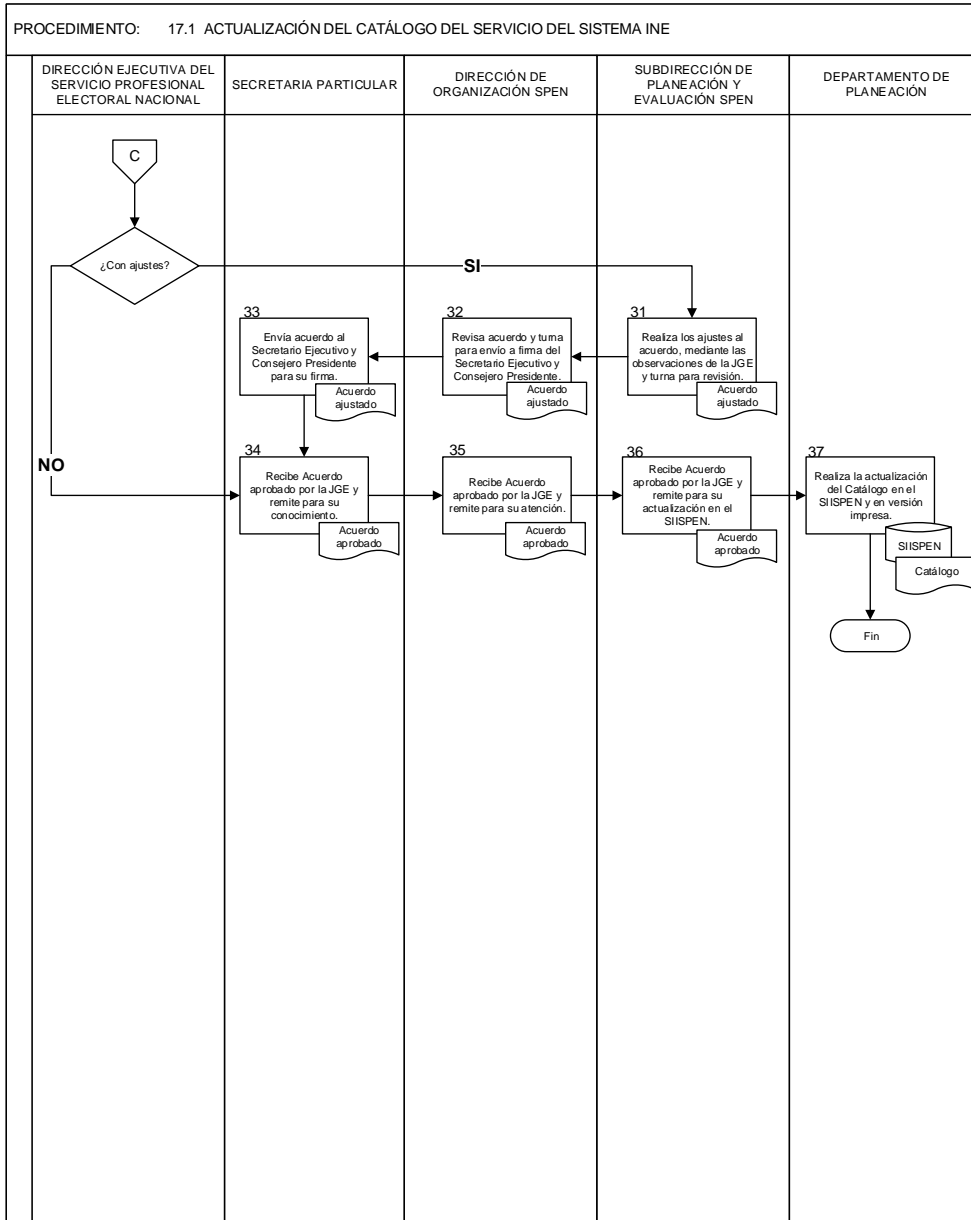 PROCEDIMIENTO: 17.1 ACTUALIZACIÓN DEL CATÁLOGO DEL SERVICIO DEL SISTEMA INE
DIRECCIÓN EJECUTIVA DEL
SERVICIO PROFESIONAL
ELECTORAL NACIONAL
SECRETARIA PARTICULAR
DIRECCIÓN DE
ORGANIZACIÓN SPEN
SUBDIRECCIÓN DE
PLANEACIÓN Y
EVALUACIÓN SPEN
DEPARTAMENTO DE
PLANEACIÓN
C
¿Con ajustes?
SI
33
Envía acuerdo al
Secretario Ejecutivo y
Consejero Presidente
para su firma.
Acuerdo
ajustado
32
Revisa acuerdo y turna
para envío a firma del
Secretario Ejecutivo y
Consejero Presidente.
Acuerdo
ajustado
31
Realiza los ajustes al
acuerdo, mediante las
observaciones de la JGE
y turna para revisión.
Acuerdo
ajustado
NO
34
Recibe Acuerdo
aprobado por la JGE y
remite para su
conocimiento.
Acuerdo
aprobado
35
Recibe Acuerdo
aprobado por la JGE y
remite para su atención.
Acuerdo
aprobado
36
Recibe Acuerdo
aprobado por la JGE y
remite para su
actualización en el
SIISPEN.
Acuerdo
aprobado
37
Realiza la actualización
del Catálogo en el
SIISPEN y en versión
impresa.
SIISPEN
Catálogo
Fin